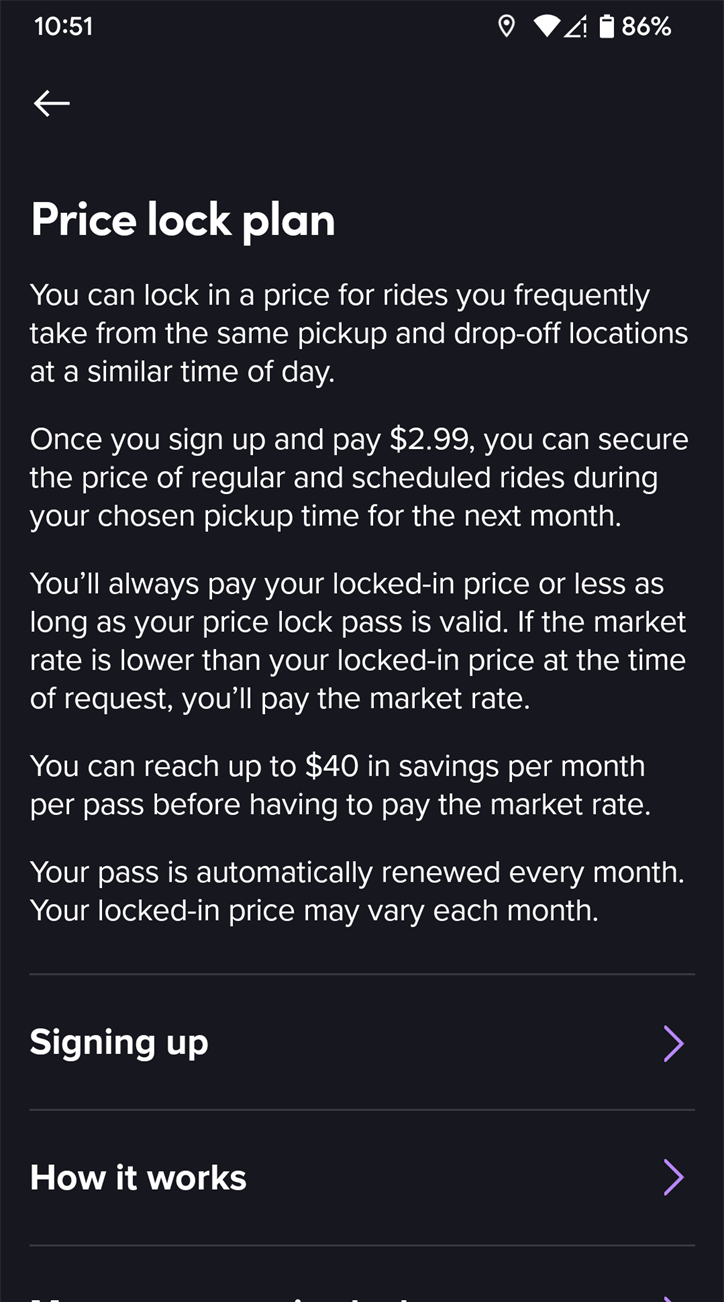 10:51
86%
Price lock plan
You can lock in a price for rides you frequently
take from the same pickup and drop-off locations
at a similar time of day.
Once you sign up and pay $2.99, you can secure
the price of regular and scheduled rides during
your chosen pickup time for the next month.
You’ll always pay your locked-in price or less as
long as your price lock pass is valid. If the market
rate is lower than your locked-in price at the time
of request, you’ll pay the market rate.
You can reach up to $40 in savings per month
per pass before having to pay the market rate.
Your pass is automatically renewed every month.
Your locked-in price may vary each month.
Signing up
How it works